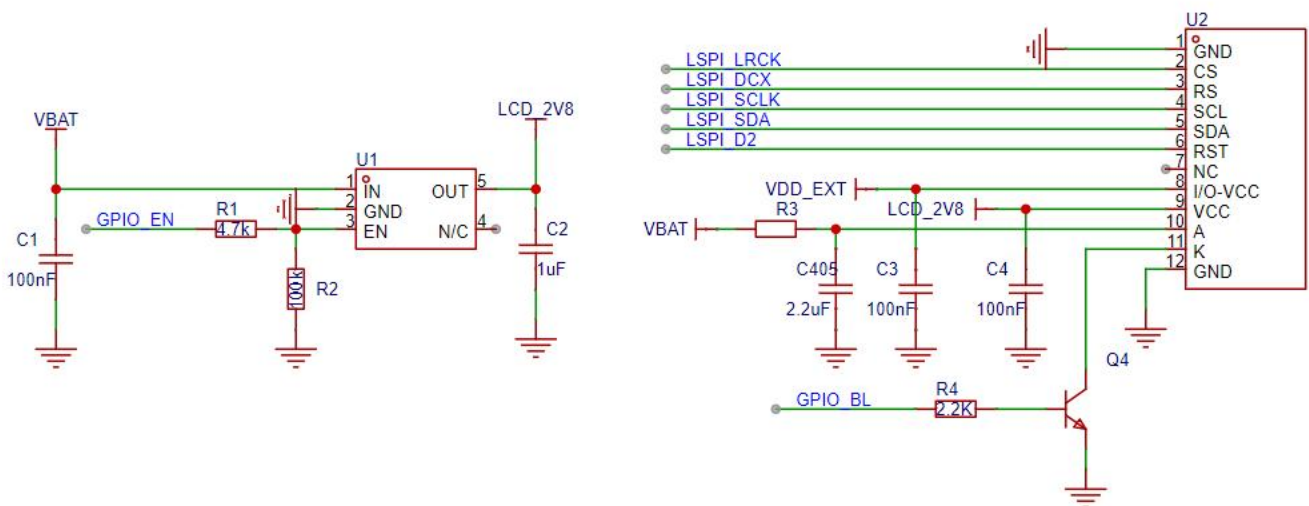 VBAT
GPIO_EN
C1
100nF
R1
4.7k
100k
R2
U1
1
IN
2
GND
3
EN
OUT
5
N/C
4
LCD_2V8
C2
1uF
U2
LSPI_LRCK
LSPI_DCX
LSPI_SCLK
LSPI_SDA
LSPI_D2
1
GND
2
CS
3
RS
4
SCL
5
SDA
6
RST
7
NC
8
I/O-VCC
9
VCC
10
A
11
K
12
GND
VDD_EXT
LCD_2V8
VBAT
R3
C405
2.2uF
C3
100nF
C4
100nF
Q4
GPIO_BL
R4
2.2K